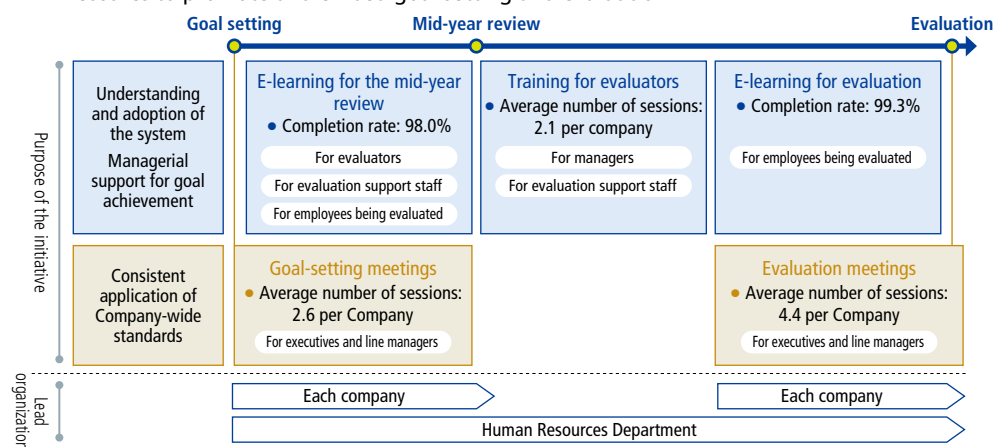 Goal setting
Mid-year review
Evaluation
Purpose of the initiative
Understanding
and adoption of
the system
Managerial
support for goal
achievement
E-learning for the mid-year
review
• Completion rate: 98.0%
For evaluators
For evaluation support staff
For employees being evaluated
Training for evaluators
• Average number of sessions:
2.1 per company
For managers
For evaluation support staff
E-learning for evaluation
• Completion rate: 99.3%
For employees being evaluated
Consistent
application of
Company-wide
standards
Goal-setting meetings
• Average number of sessions:
2.6 per Company
For executives and line managers
Evaluation meetings
• Average number of sessions:
4.4 per Company
For executives and line managers
Lead
organization
Each company
Each company
Human Resources Department